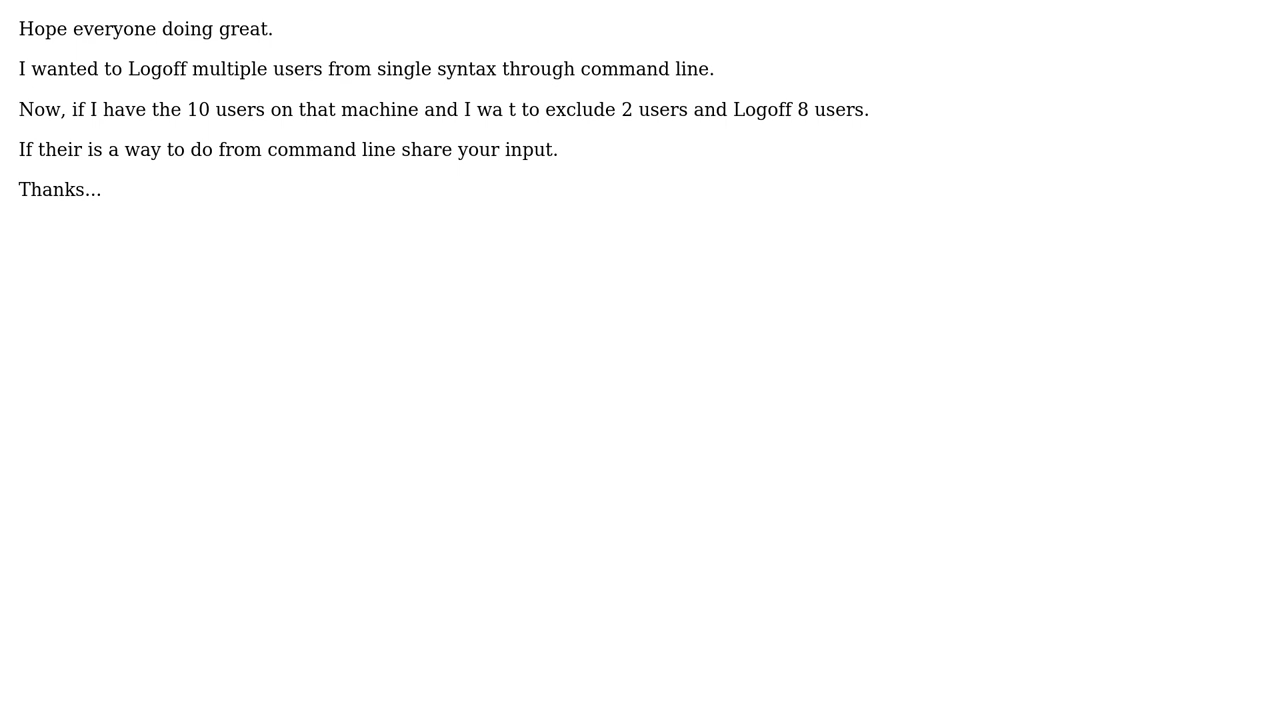 Hope everyone doing great.
I wanted to Logoff multiple users from single syntax through command line.
Now, if I have the 10 users on that machine and I wa t to exclude 2 users and Logoff 8 users.
If their is a way to do from command line share your input.
Thanks...